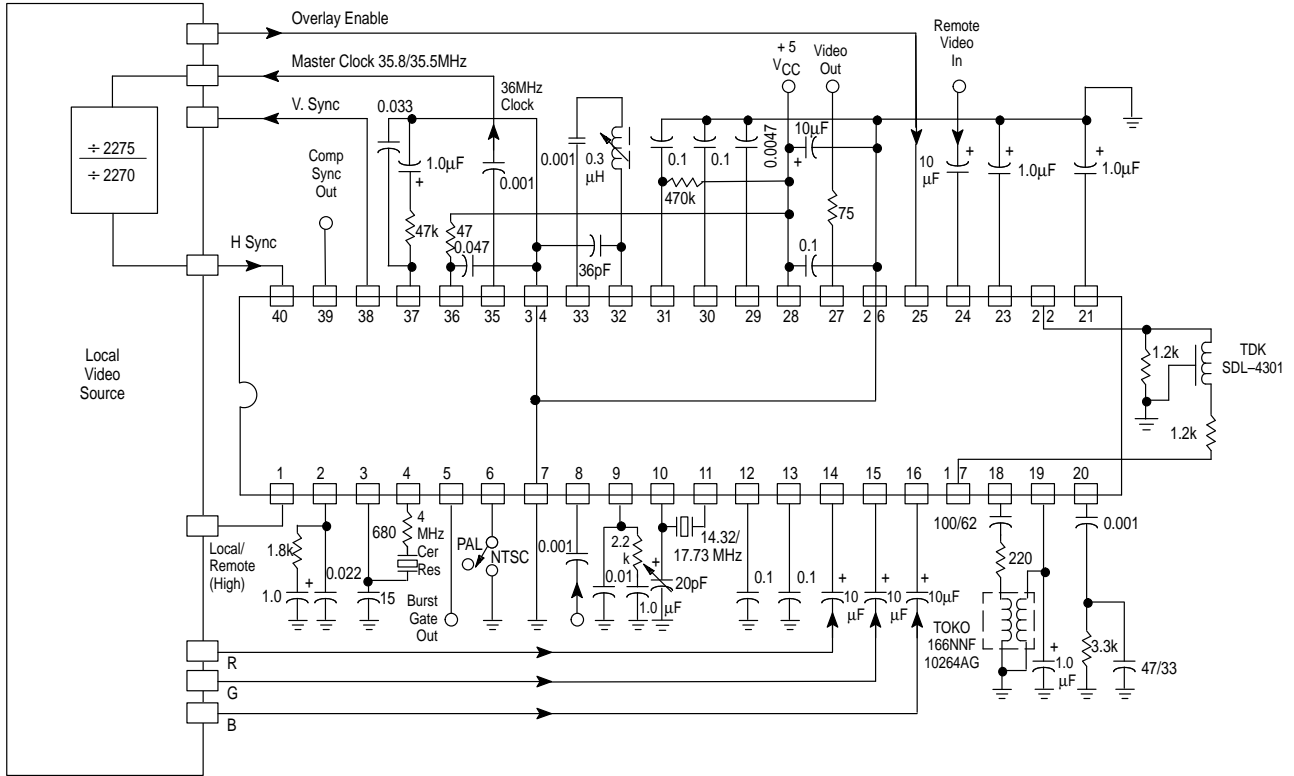 Overlay Enable
Master Clock 35.8/35.5MHz
V. Sync
36MHz
Clock
+ 5
VCC
Video
Out
Remote
Video
In
÷ 2275
÷ 2270
Comp
Sync
Out
0.033
1.0µF
+
47k
0.001
0.001
0.3
µH
0.1
0.1
0.0047
10µF
+
470k
75
10
µF
+
+
1.0µF
+
1.0µF
47
0.047
36pF
0.1
H Sync
40
39
38
37
36
35
3 4
33
32
31
30
29
28
27
2 6
25
24
23
2 2
21
Local
Video
Source
1.2k
TDK
SDL–4301
1.2k
1
2
3
4
5
6
7
8
9
10
11
12
13
14
15
16
1 7
18
19
20
Local/
Remote
(High)
1.8k
+
1.0
0.022
680
4
MHz
Cer
Res
15
Burst
Gate
Out
PAL
NTSC
0.001
2.2
k
0.01
1.0
µF
+
20pF
14.32/
17.73 MHz
0.1
0.1
+
10
µF
+
10
µF
+
10µF
100/62
220
TOKO
166NNF
10264AG
+
1.0
µF
0.001
3.3k
47/33
R
G
B